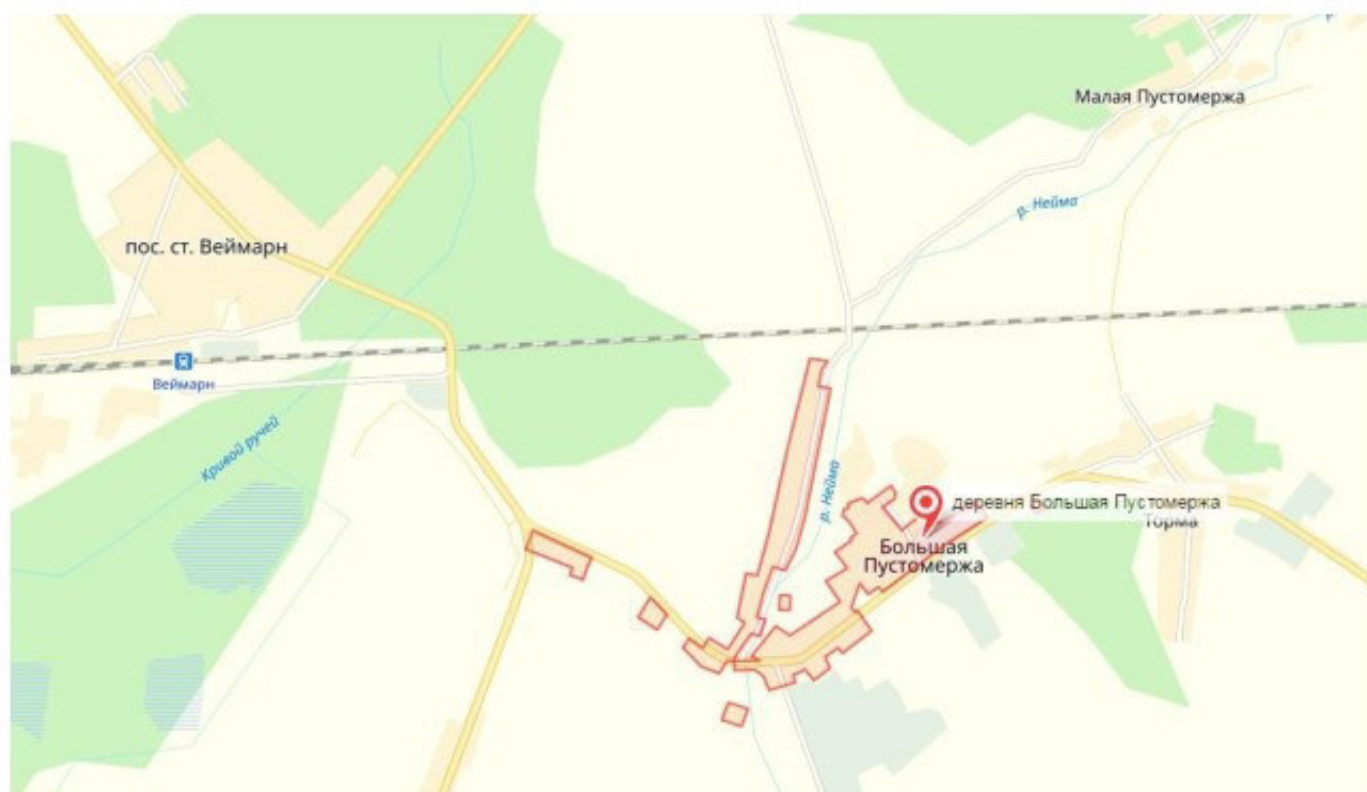 р.
Малая Пустомержа
р. Нейма
пос. ст. Веймарн
Веймарн
Кривой ручей
р. Нейма
деревня Большая Пустомержа
Торма
Большая
Пустомержа